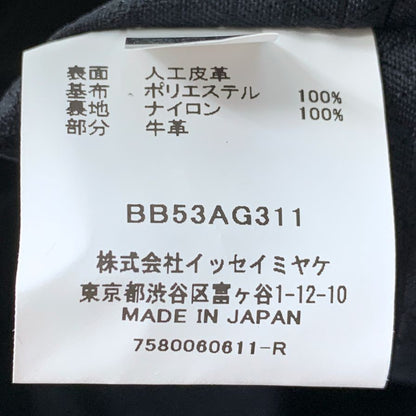 表面 人工皮革
基布 ポリエステル 100%
裏地 ナイロン 100%
部分 牛革
BB53AG311
株式会社イッセイミヤケ
東京都渋谷区富ヶ谷1-12-10
MADE IN JAPAN
7580060611-R